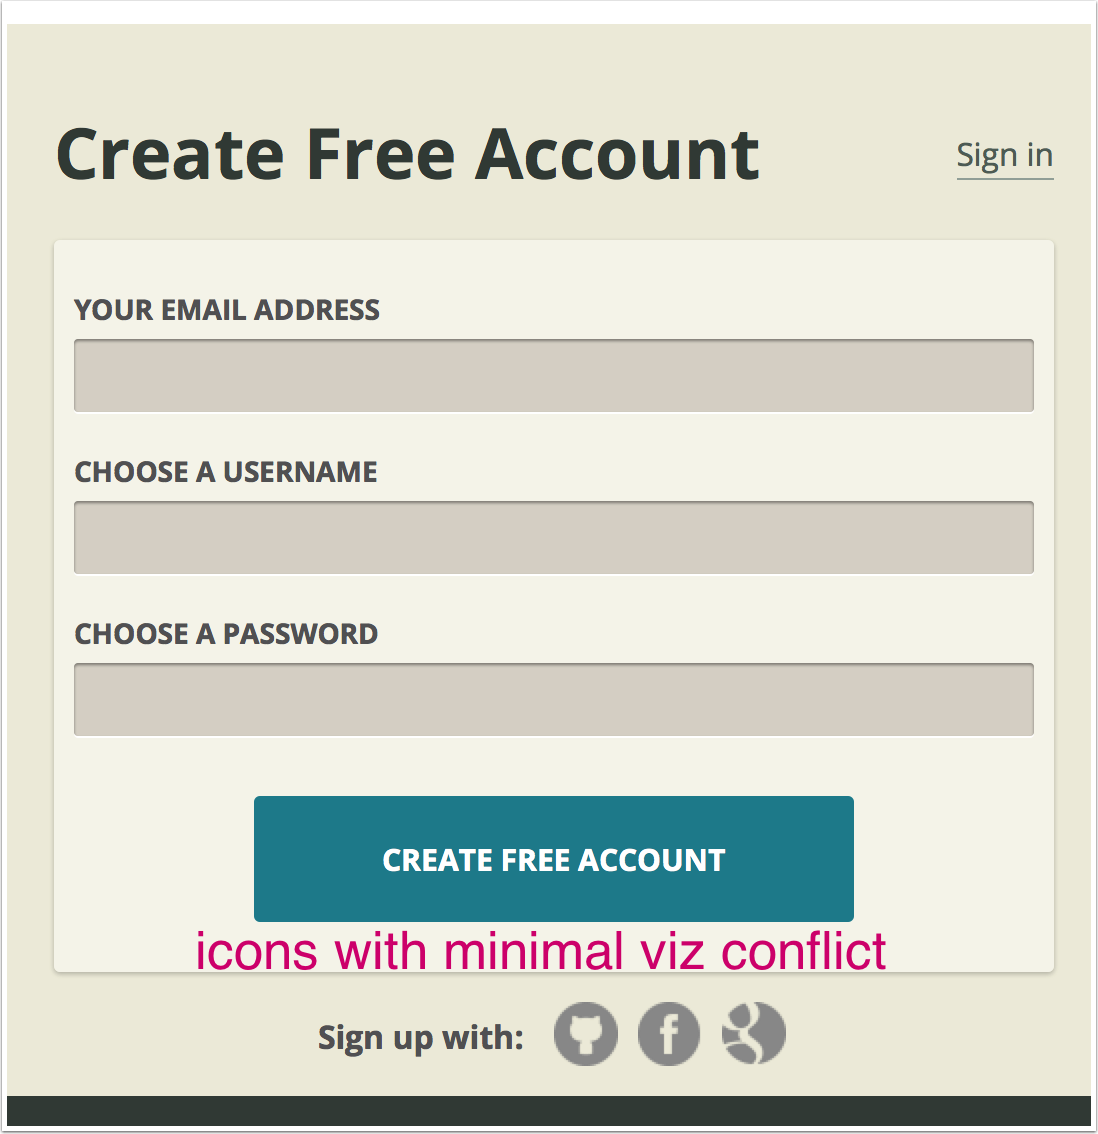 Create Free Account
Sign in
YOUR EMAIL ADDRESS
CHOOSE A USERNAME
CHOOSE A PASSWORD
CREATE FREE ACCOUNT
icons with minimal viz conflict
Sign up with: